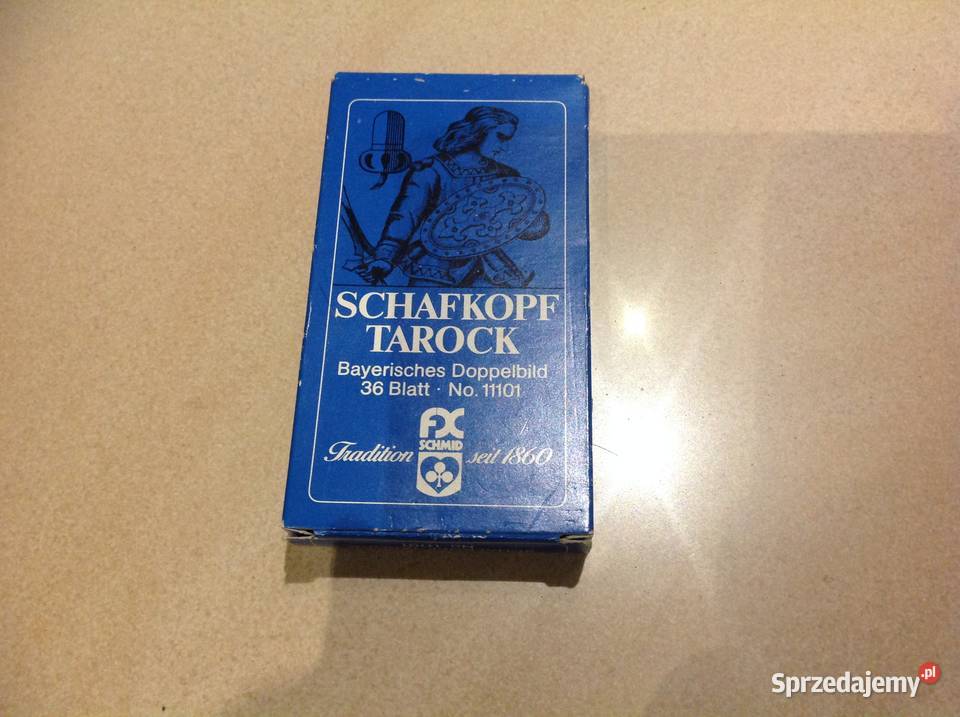 SCHAFKOPF
TAROCK
Bayerisches Doppelbild
36 Blatt · No. 11101
FX
SCHMID
Tradition seit 1860
Sprzedajemy.pl